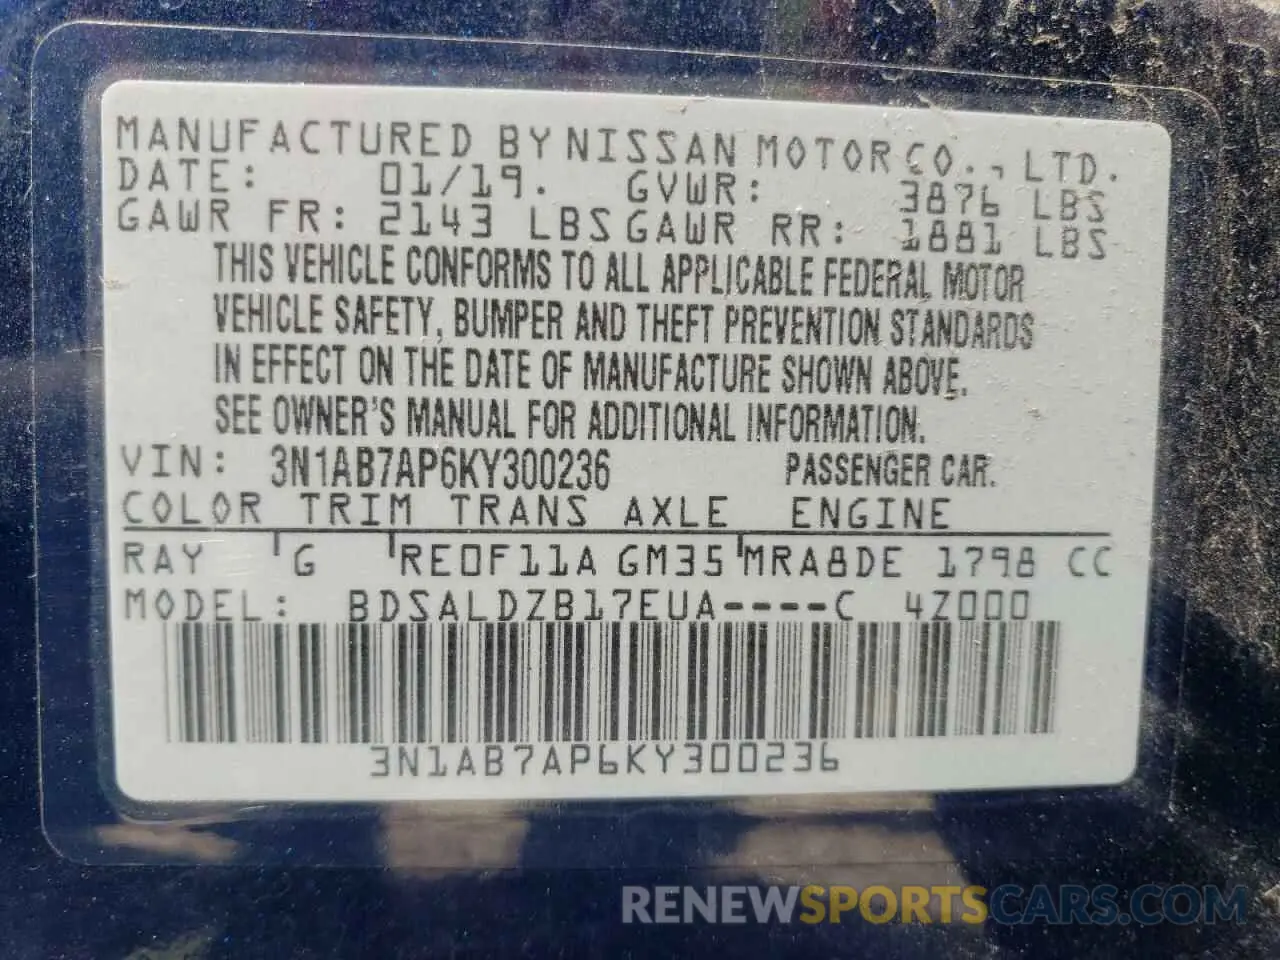 MANUFACTURED BY NISSAN MOTOR CO., LTD.
DATE: 01/19. GVWR: 3876 LBS
GAWR FR: 2143 LBS GAWR RR: 1881 LBS
THIS VEHICLE CONFORMS TO ALL APPLICABLE FEDERAL MOTOR
VEHICLE SAFETY, BUMPER AND THEFT PREVENTION STANDARDS
IN EFFECT ON THE DATE OF MANUFACTURE SHOWN ABOVE.
SEE OWNER'S MANUAL FOR ADDITIONAL INFORMATION.
VIN: 3N1AB7AP6KY300236 PASSENGER CAR.
COLOR TRIM TRANS AXLE ENGINE
RAY G RE0F11A GM35 MRA8DE 1798 CC
MODEL: BDSALDZB17EUA----C 4Z000
3N1AB7AP6KY300236
RENEWSPORTSCARS.COM